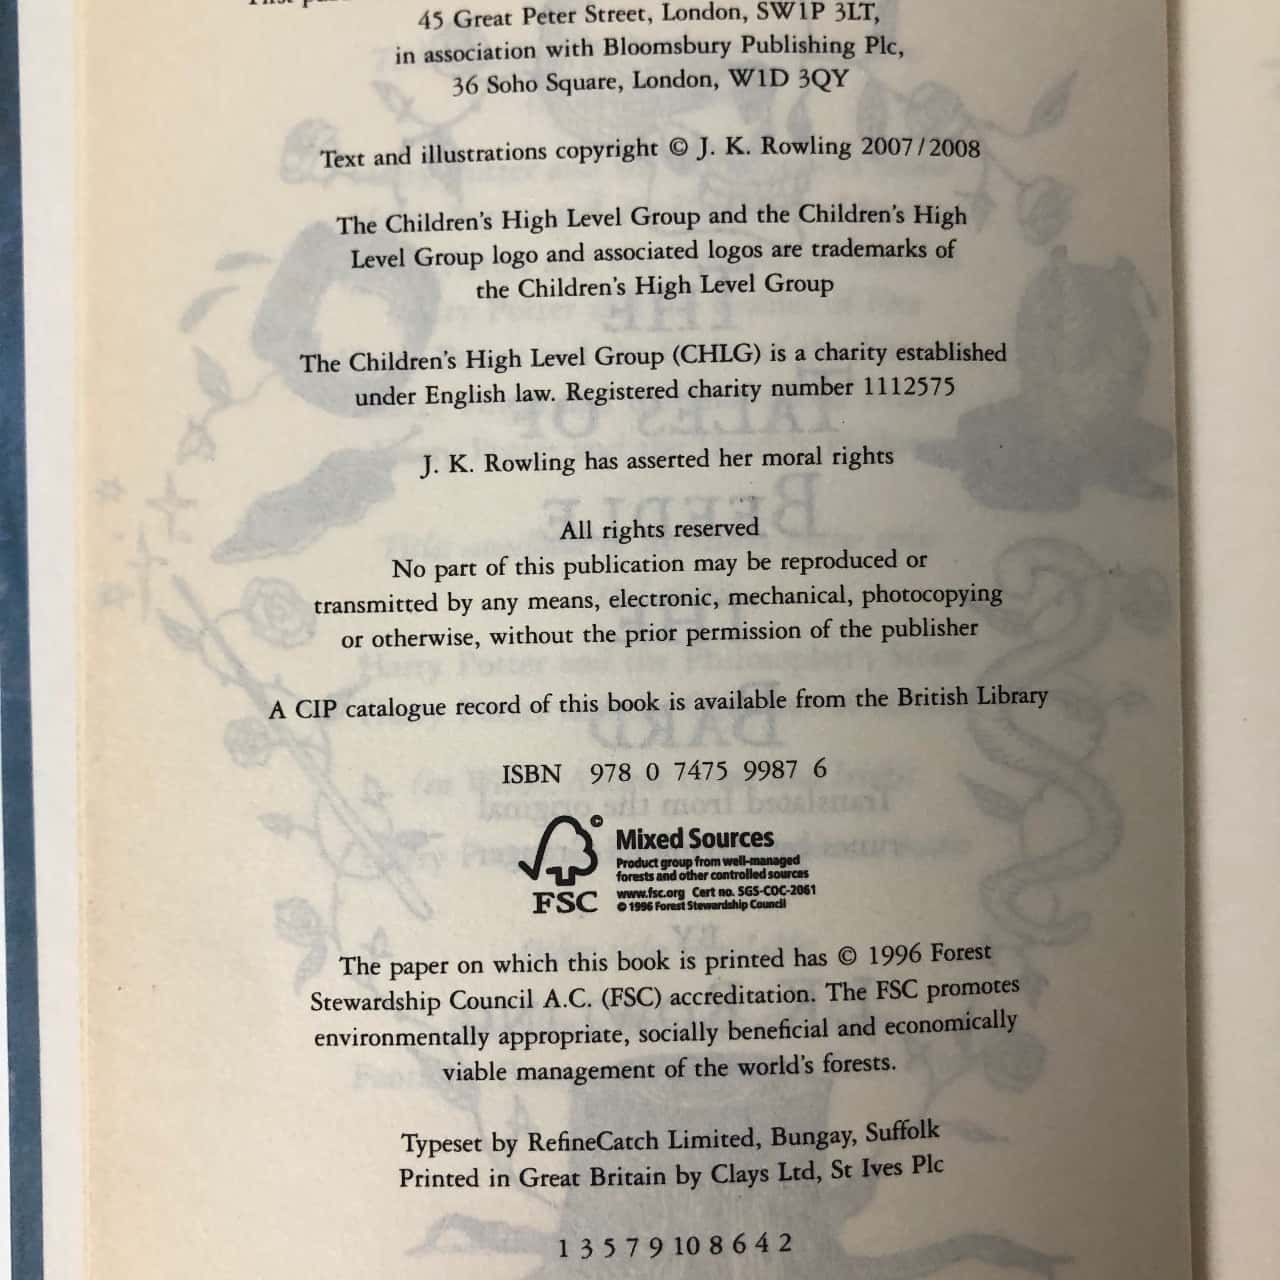 45 Great Peter Street, London, SW1P 3LT,
in association with Bloomsbury Publishing Plc,
36 Soho Square, London, W1D 3QY
Text and illustrations copyright © J. K. Rowling 2007/2008
The Children's High Level Group and the Children's High
Level Group logo and associated logos are trademarks of
the Children's High Level Group
The Children's High Level Group (CHLG) is a charity established
under English law. Registered charity number 1112575
J. K. Rowling has asserted her moral rights
All rights reserved
No part of this publication may be reproduced or
transmitted by any means, electronic, mechanical, photocopying
or otherwise, without the prior permission of the publisher
A CIP catalogue record of this book is available from the British Library
ISBN 978 0 7475 9987 6
©
FSC
Mixed Sources
Product group from well-managed
forests and other controlled sources
www.fsc.org Cert no. SGS-COC-2061
© 1996 Forest Stewardship Council
The paper on which this book is printed has © 1996 Forest
Stewardship Council A.C. (FSC) accreditation. The FSC promotes
environmentally appropriate, socially beneficial and economically
viable management of the world's forests.
Typeset by RefineCatch Limited, Bungay, Suffolk
Printed in Great Britain by Clays Ltd, St Ives Plc
1 3 5 7 9 10 8 6 4 2